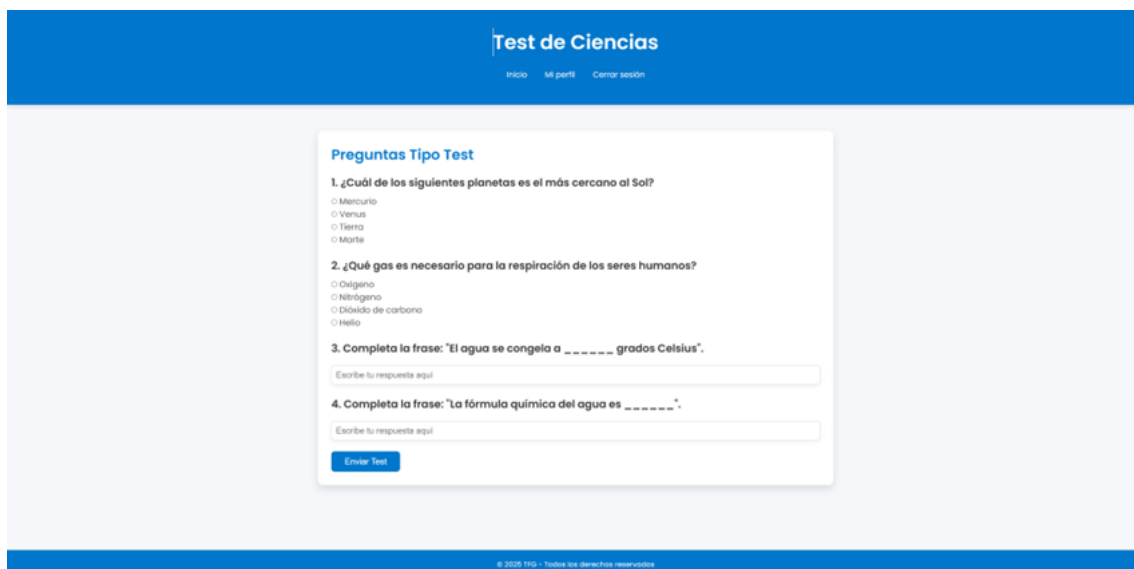 Test de Ciencias
Inicio Mi perfil Cerrar sesión
Preguntas Tipo Test
1. ¿Cuál de los siguientes planetas es el más cercano al Sol?
Mercurio
Venus
Tierra
Marte
2. ¿Qué gas es necesario para la respiración de los seres humanos?
Oxígeno
Nitrógeno
Dióxido de carbono
Helio
3. Completa la frase: "El agua se congela a ______ grados Celsius".
Escribe tu respuesta aquí
4. Completa la frase: "La fórmula química del agua es ______".
Escribe tu respuesta aquí
Enviar Test
© 2025 TFG - Todos los derechos reservados